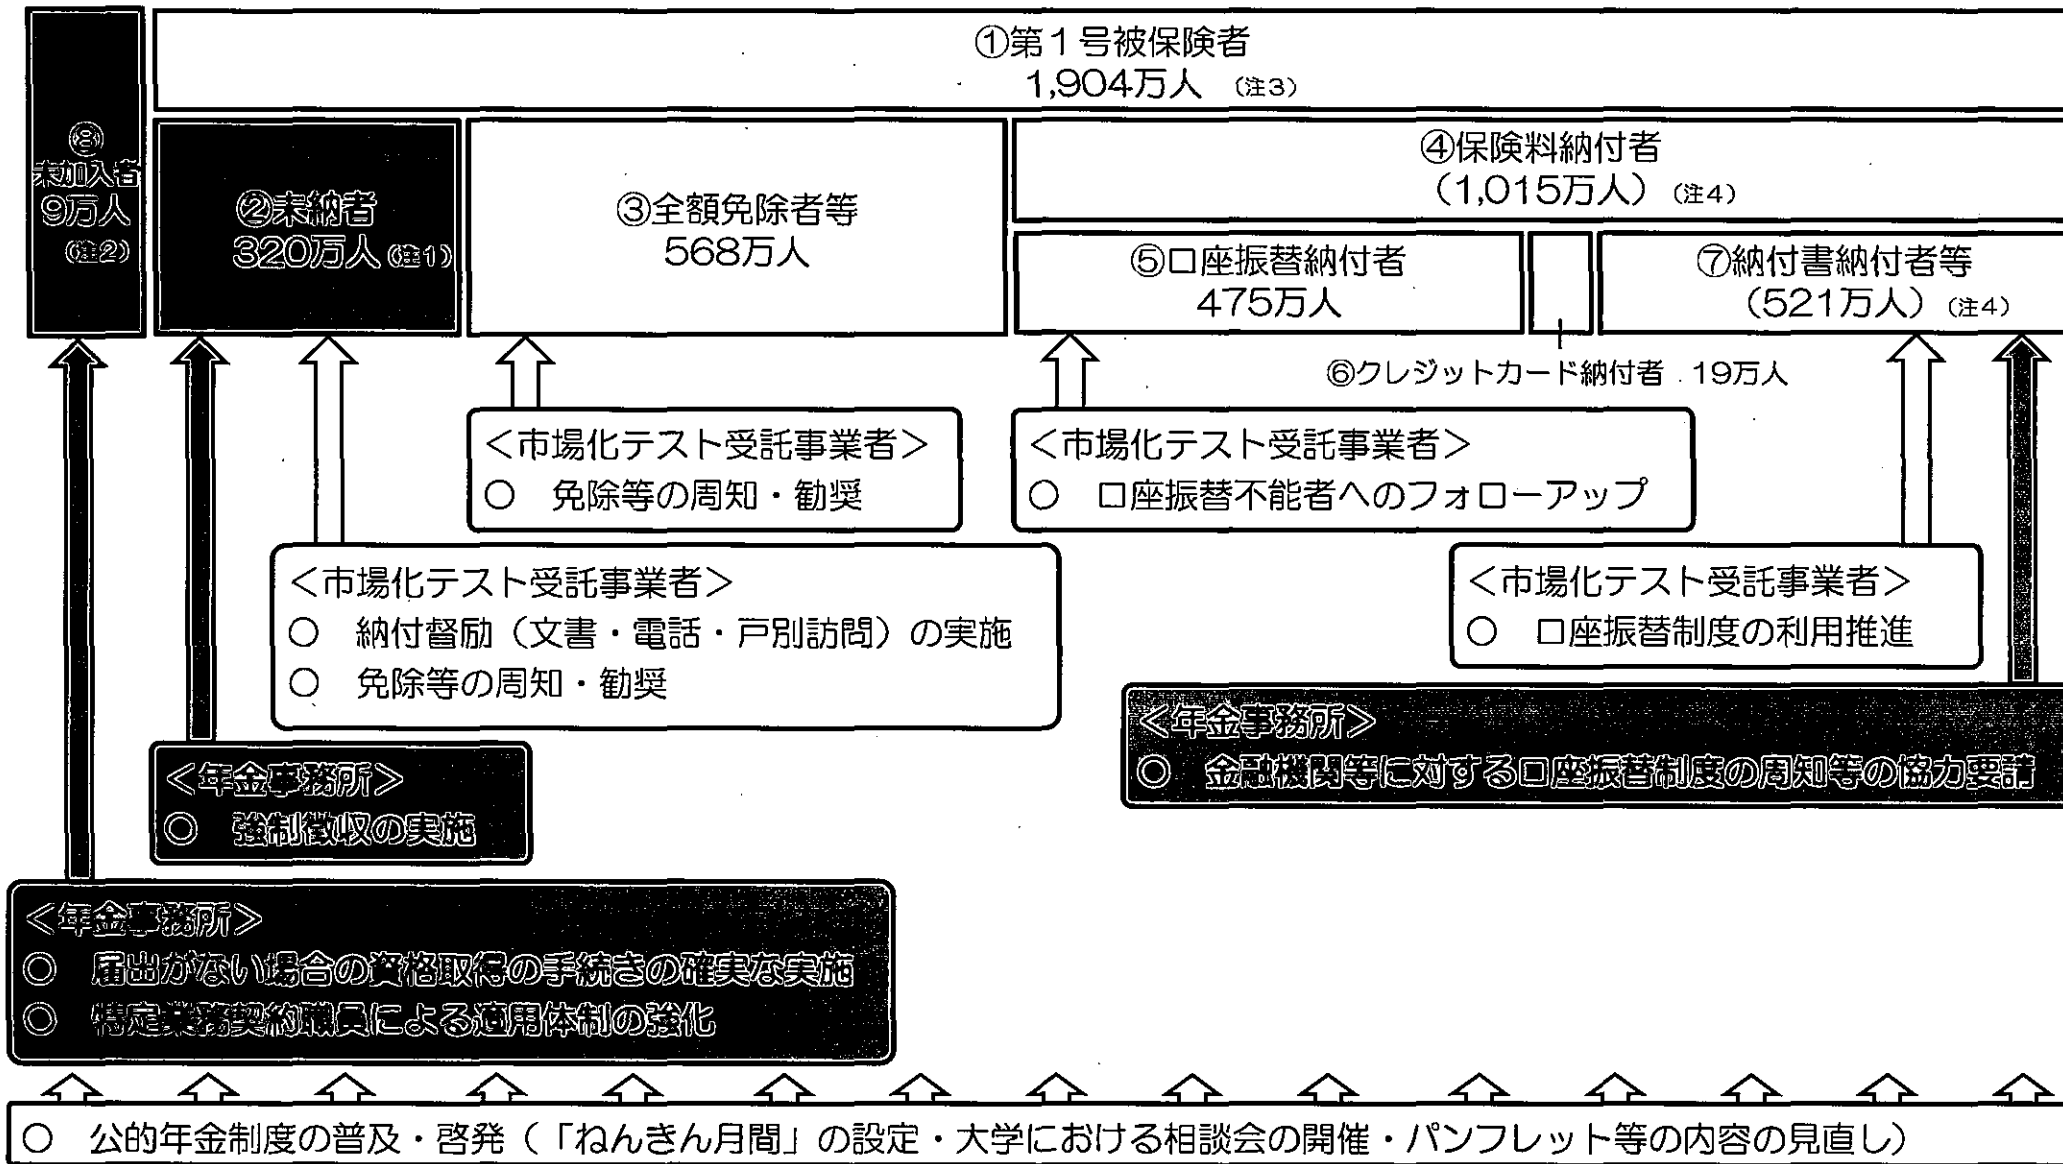 ①第1号被保険者
1,904万人 (注3)
⑧
未加入者
9万人
(注2)
②未納者
320万人(注1)
③全額免除者等
568万人
④保険料納付者
(1,015万人) (注4)
⑤口座振替納付者
475万人
⑦納付書納付者等
(521万人) (注4)
⑥クレジットカード納付者 19万人
<市場化テスト受託事業者>
○ 免除等の周知・勧奨
<市場化テスト受託事業者>
○ 口座振替不能者へのフォローアップ
<市場化テスト受託事業者>
○ 納付督励(文書・電話・戸別訪問)の実施
○ 免除等の周知・勧奨
<市場化テスト受託事業者>
○ 口座振替制度の利用推進
<年金事務所>
◎ 金融機関等に対する口座振替制度の周知等の協力要請
<年金事務所>
◎ 強制徴収の実施
<年金事務所>
◎ 届出がない場合の資格取得の手続きの確実な実施
◎ 特定業務契約職員による適用体制の強化
○ 公的年金制度の普及・啓発(「ねんきん月間」の設定・大学における相談会の開催・パンフレット等の内容の見直し)